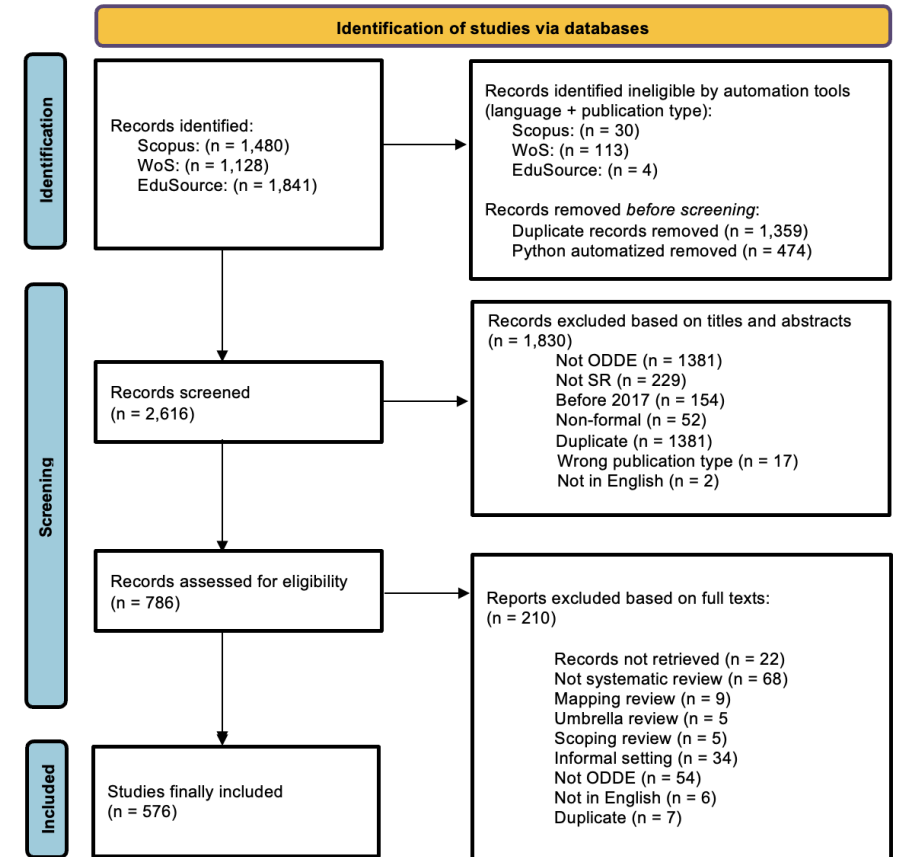 Identification of studies via databases
Identification
Records identified:
Scopus: (n = 1,480)
WoS: (n = 1,128)
EduSource: (n = 1,841)
Records identified ineligible by automation tools
(language + publication type):
Scopus: (n = 30)
WoS: (n = 113)
EduSource: (n = 4)
Records removed before screening:
Duplicate records removed (n = 1,359)
Python automatized removed (n = 474)
Screening
Records screened
(n = 2,616)
Records excluded based on titles and abstracts
(n = 1,830)
Not ODDE (n = 1381)
Not SR (n = 229)
Before 2017 (n = 154)
Non-formal (n = 52)
Duplicate (n = 1381)
Wrong publication type (n = 17)
Not in English (n = 2)
Records assessed for eligibility
(n = 786)
Reports excluded based on full texts:
(n = 210)
Records not retrieved (n = 22)
Not systematic review (n = 68)
Mapping review (n = 9)
Umbrella review (n = 5
Scoping review (n = 5)
Informal setting (n = 34)
Not ODDE (n = 54)
Not in English (n = 6)
Duplicate (n = 7)
Included
Studies finally included
(n = 576)